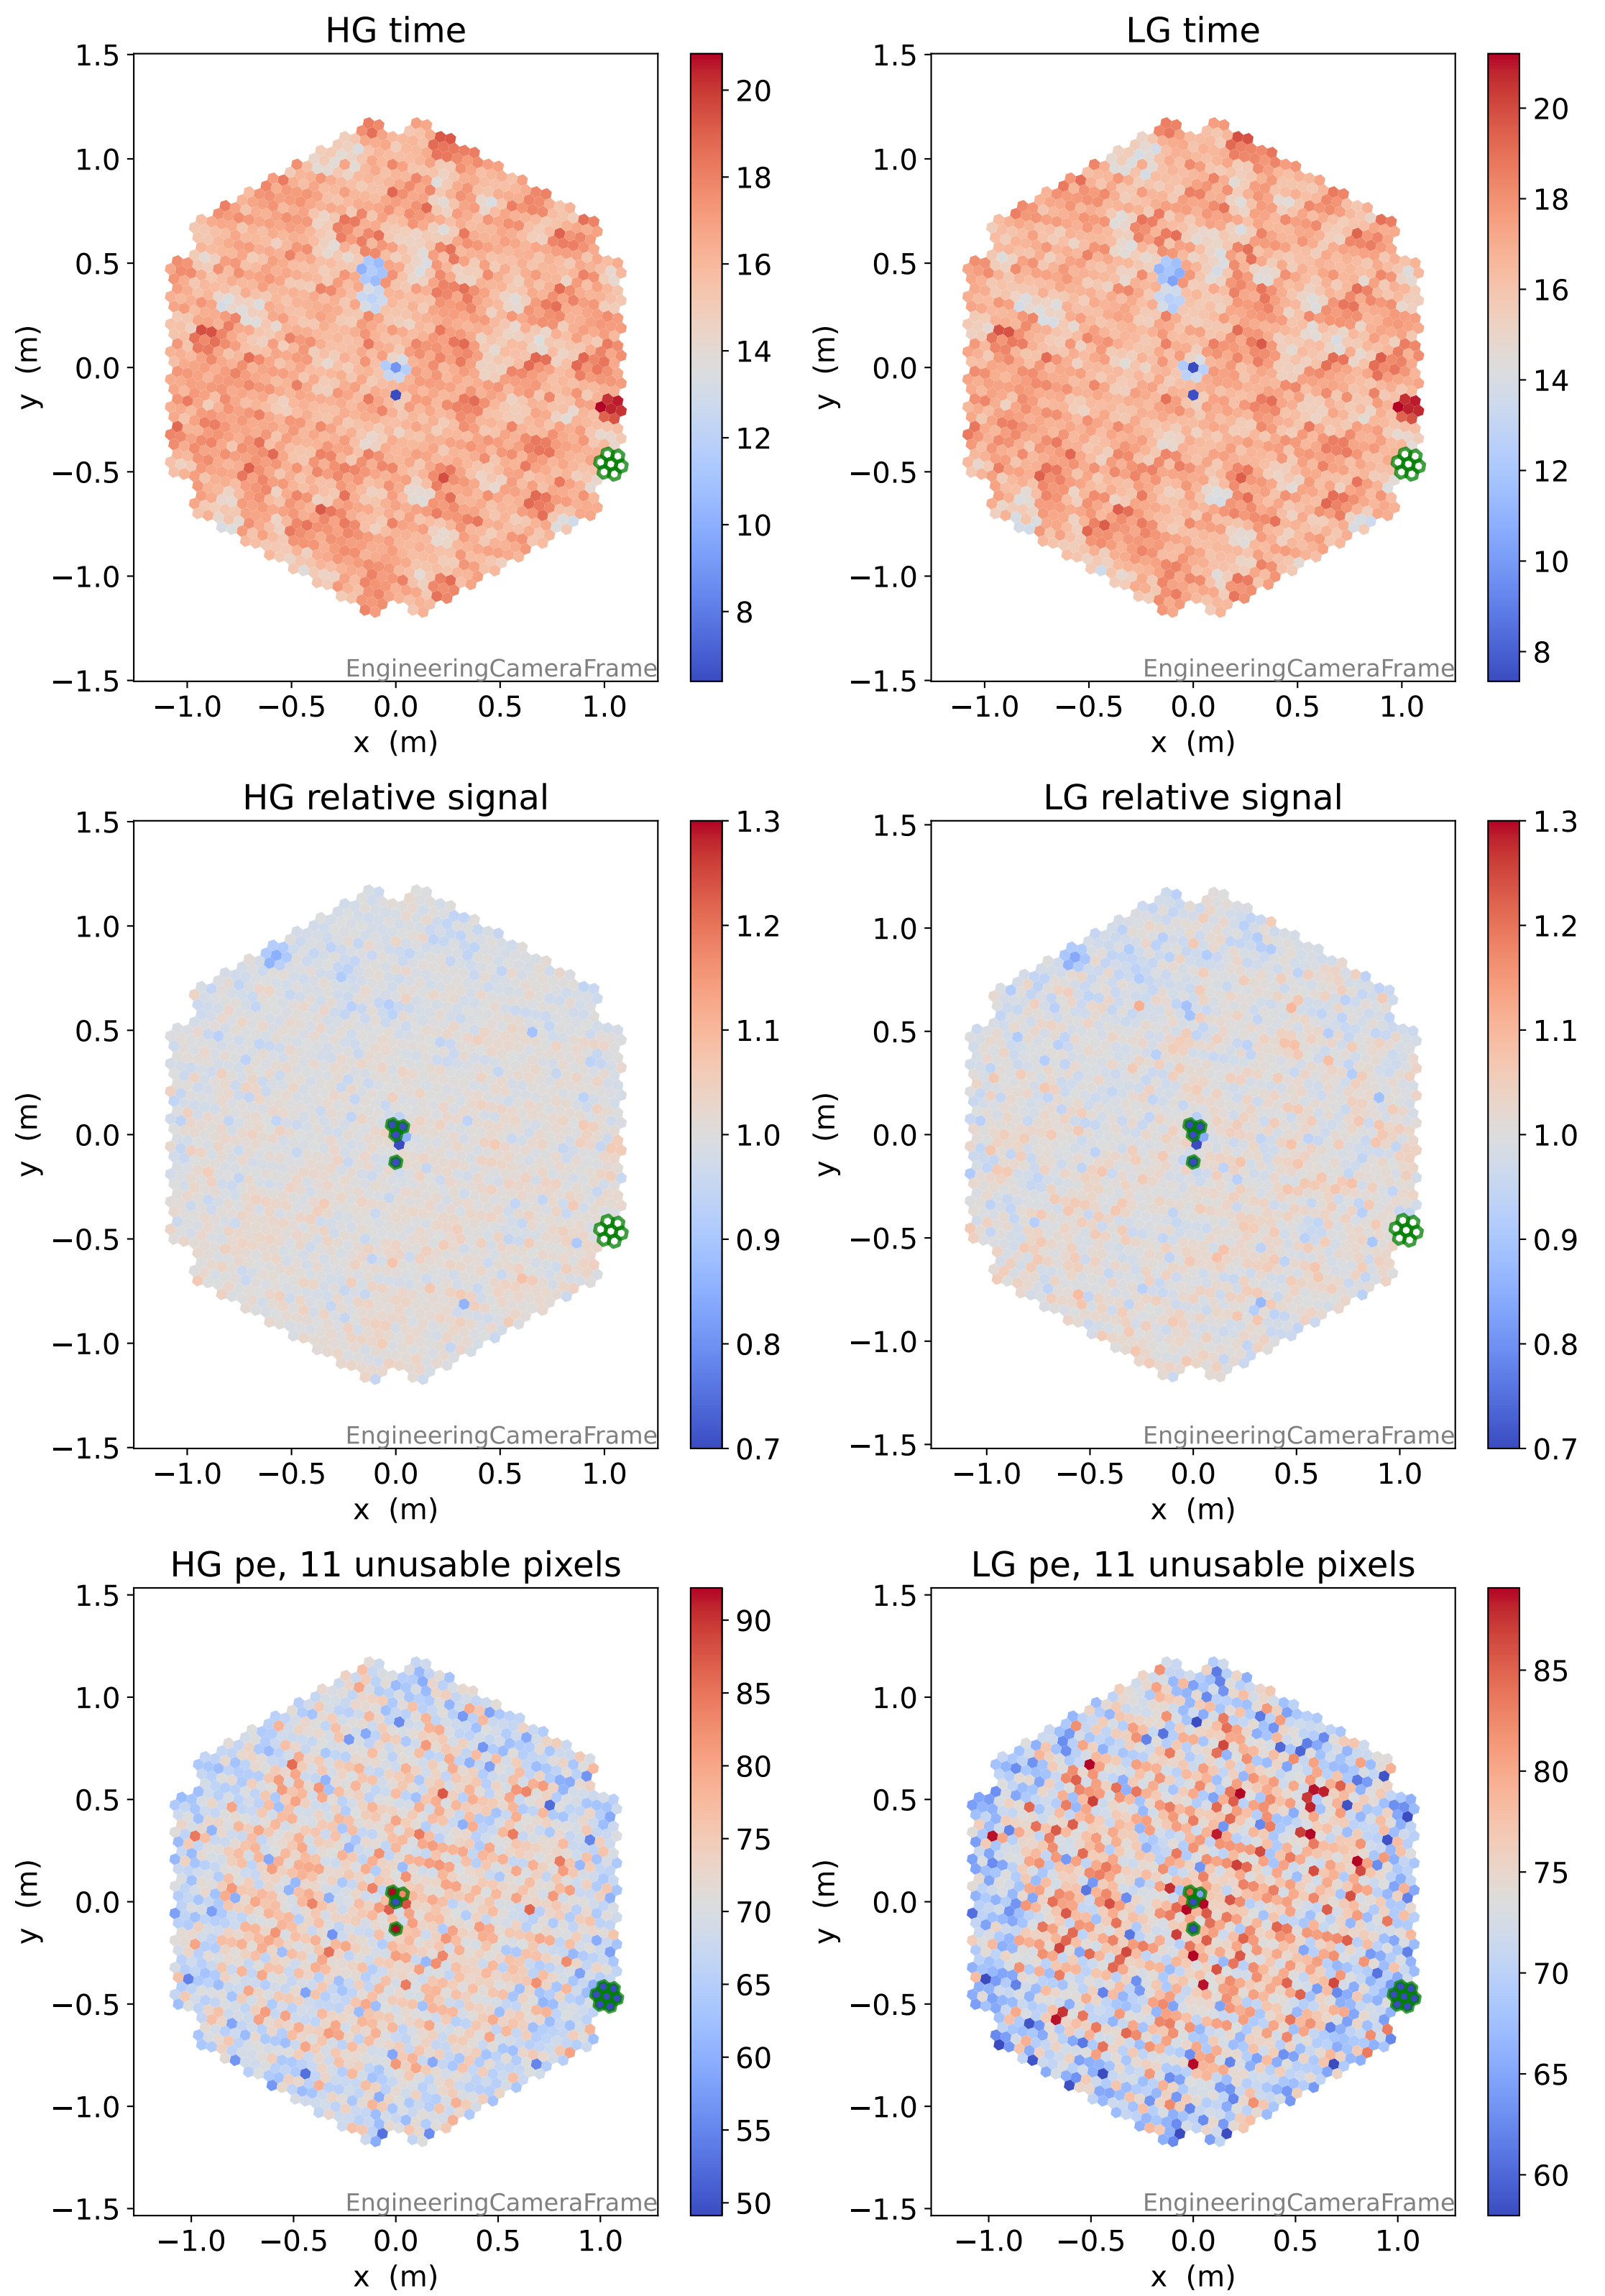 HG time
1.5
1.0
0.5
0.0
−0.5
−1.0
−1.5
y (m)
−1.0 −0.5 0.0 0.5 1.0
x (m)
EngineeringCameraFrame
20
18
16
14
12
10
8
LG time
1.5
1.0
0.5
0.0
−0.5
−1.0
−1.5
y (m)
−1.0 −0.5 0.0 0.5 1.0
x (m)
EngineeringCameraFrame
20
18
16
14
12
10
8
HG relative signal
1.5
1.0
0.5
0.0
−0.5
−1.0
−1.5
y (m)
−1.0 −0.5 0.0 0.5 1.0
x (m)
EngineeringCameraFrame
1.3
1.2
1.1
1.0
0.9
0.8
0.7
LG relative signal
1.5
1.0
0.5
0.0
−0.5
−1.0
−1.5
y (m)
−1.0 −0.5 0.0 0.5 1.0
x (m)
EngineeringCameraFrame
1.3
1.2
1.1
1.0
0.9
0.8
0.7
HG pe, 11 unusable pixels
1.5
1.0
0.5
0.0
−0.5
−1.0
−1.5
y (m)
−1.0 −0.5 0.0 0.5 1.0
x (m)
EngineeringCameraFrame
90
85
80
75
70
65
60
55
50
LG pe, 11 unusable pixels
1.5
1.0
0.5
0.0
−0.5
−1.0
−1.5
y (m)
−1.0 −0.5 0.0 0.5 1.0
x (m)
EngineeringCameraFrame
85
80
75
70
65
60